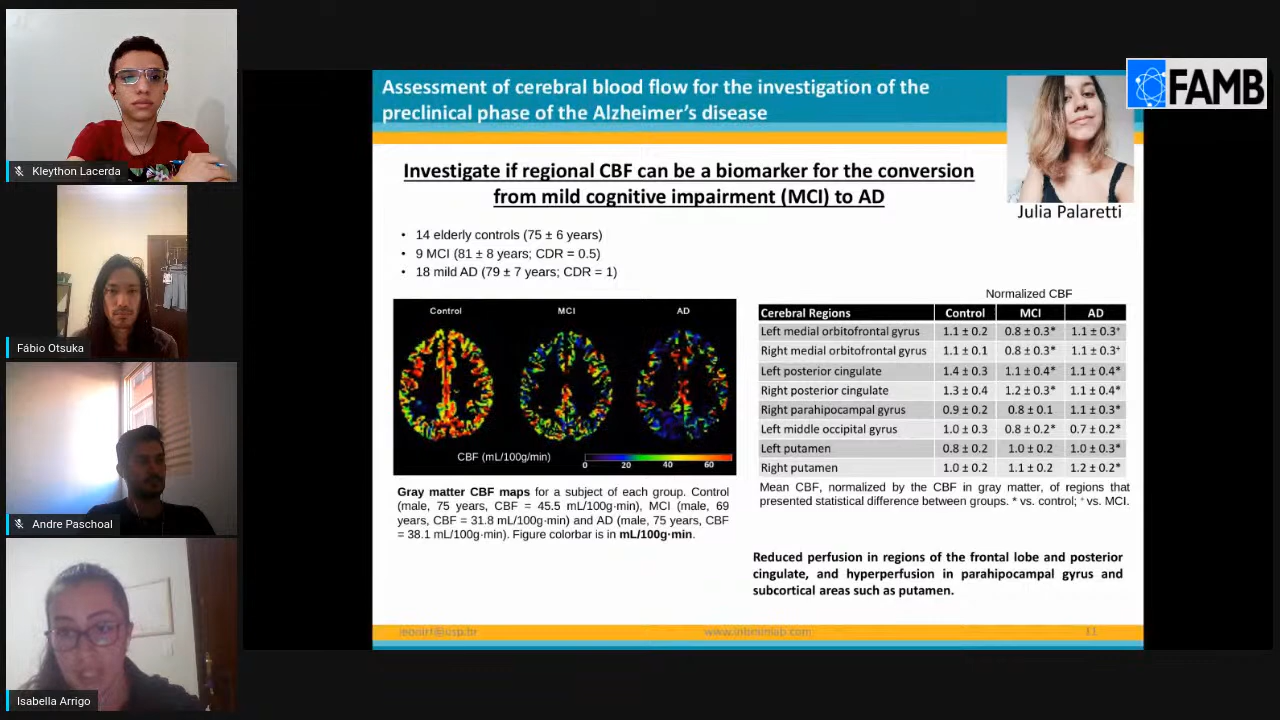 Kleython Lacerda
Fábio Otsuka
Andre Paschoal
Isabella Arrigo
FAMB
Assessment of cerebral blood flow for the investigation of the
preclinical phase of the Alzheimer's disease
Julia Palaretti
Investigate if regional CBF can be a biomarker for the conversion
from mild cognitive impairment (MCI) to AD
• 14 elderly controls (75 ± 6 years)
• 9 MCI (81 ± 8 years; CDR = 0.5)
• 18 mild AD (79 ± 7 years; CDR = 1)
Control MCI AD
CBF (mL/100g/min)
0 20 40 60
Gray matter CBF maps for a subject of each group. Control
(male, 75 years, CBF = 45.5 mL/100g·min), MCI (male, 69
years, CBF = 31.8 mL/100g·min) and AD (male, 75 years, CBF
= 38.1 mL/100g·min). Figure colorbar is in mL/100g·min.
Normalized CBF
Cerebral Regions Control MCI AD
Left medial orbitofrontal gyrus 1.1 ± 0.2 0.8 ± 0.3* 1.1 ± 0.3⁺
Right medial orbitofrontal gyrus 1.1 ± 0.1 0.8 ± 0.3* 1.1 ± 0.3⁺
Left posterior cingulate 1.4 ± 0.3 1.1 ± 0.4* 1.1 ± 0.4*
Right posterior cingulate 1.3 ± 0.4 1.2 ± 0.3* 1.1 ± 0.4*
Right parahipocampal gyrus 0.9 ± 0.2 0.8 ± 0.1 1.1 ± 0.3*
Left middle occipital gyrus 1.0 ± 0.3 0.8 ± 0.2* 0.7 ± 0.2*
Left putamen 0.8 ± 0.2 1.0 ± 0.2 1.0 ± 0.3*
Right putamen 1.0 ± 0.2 1.1 ± 0.2 1.2 ± 0.2*
Mean CBF, normalized by the CBF in gray matter, of regions that
presented statistical difference between groups. * vs. control; ⁺ vs. MCI.
Reduced perfusion in regions of the frontal lobe and posterior
cingulate, and hyperperfusion in parahipocampal gyrus and
subcortical areas such as putamen.
11